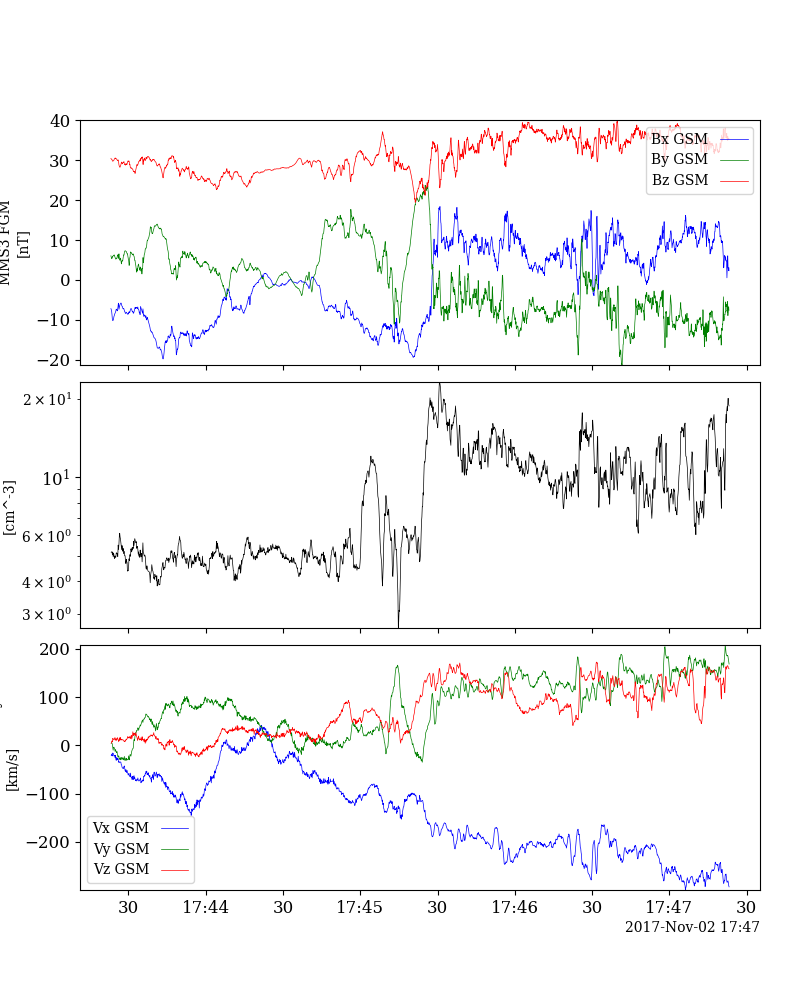 40
30
20
10
0
−10
−20
MMS3 FGM
[nT]
Bx GSM
By GSM
Bz GSM
2 × 10¹
10¹
6 × 10⁰
4 × 10⁰
3 × 10⁰
[cm^-3]
200
100
0
−100
−200
[km/s]
Vx GSM
Vy GSM
Vz GSM
30 17:44 30 17:45 30 17:46 30 17:47 30
2017-Nov-02 17:47